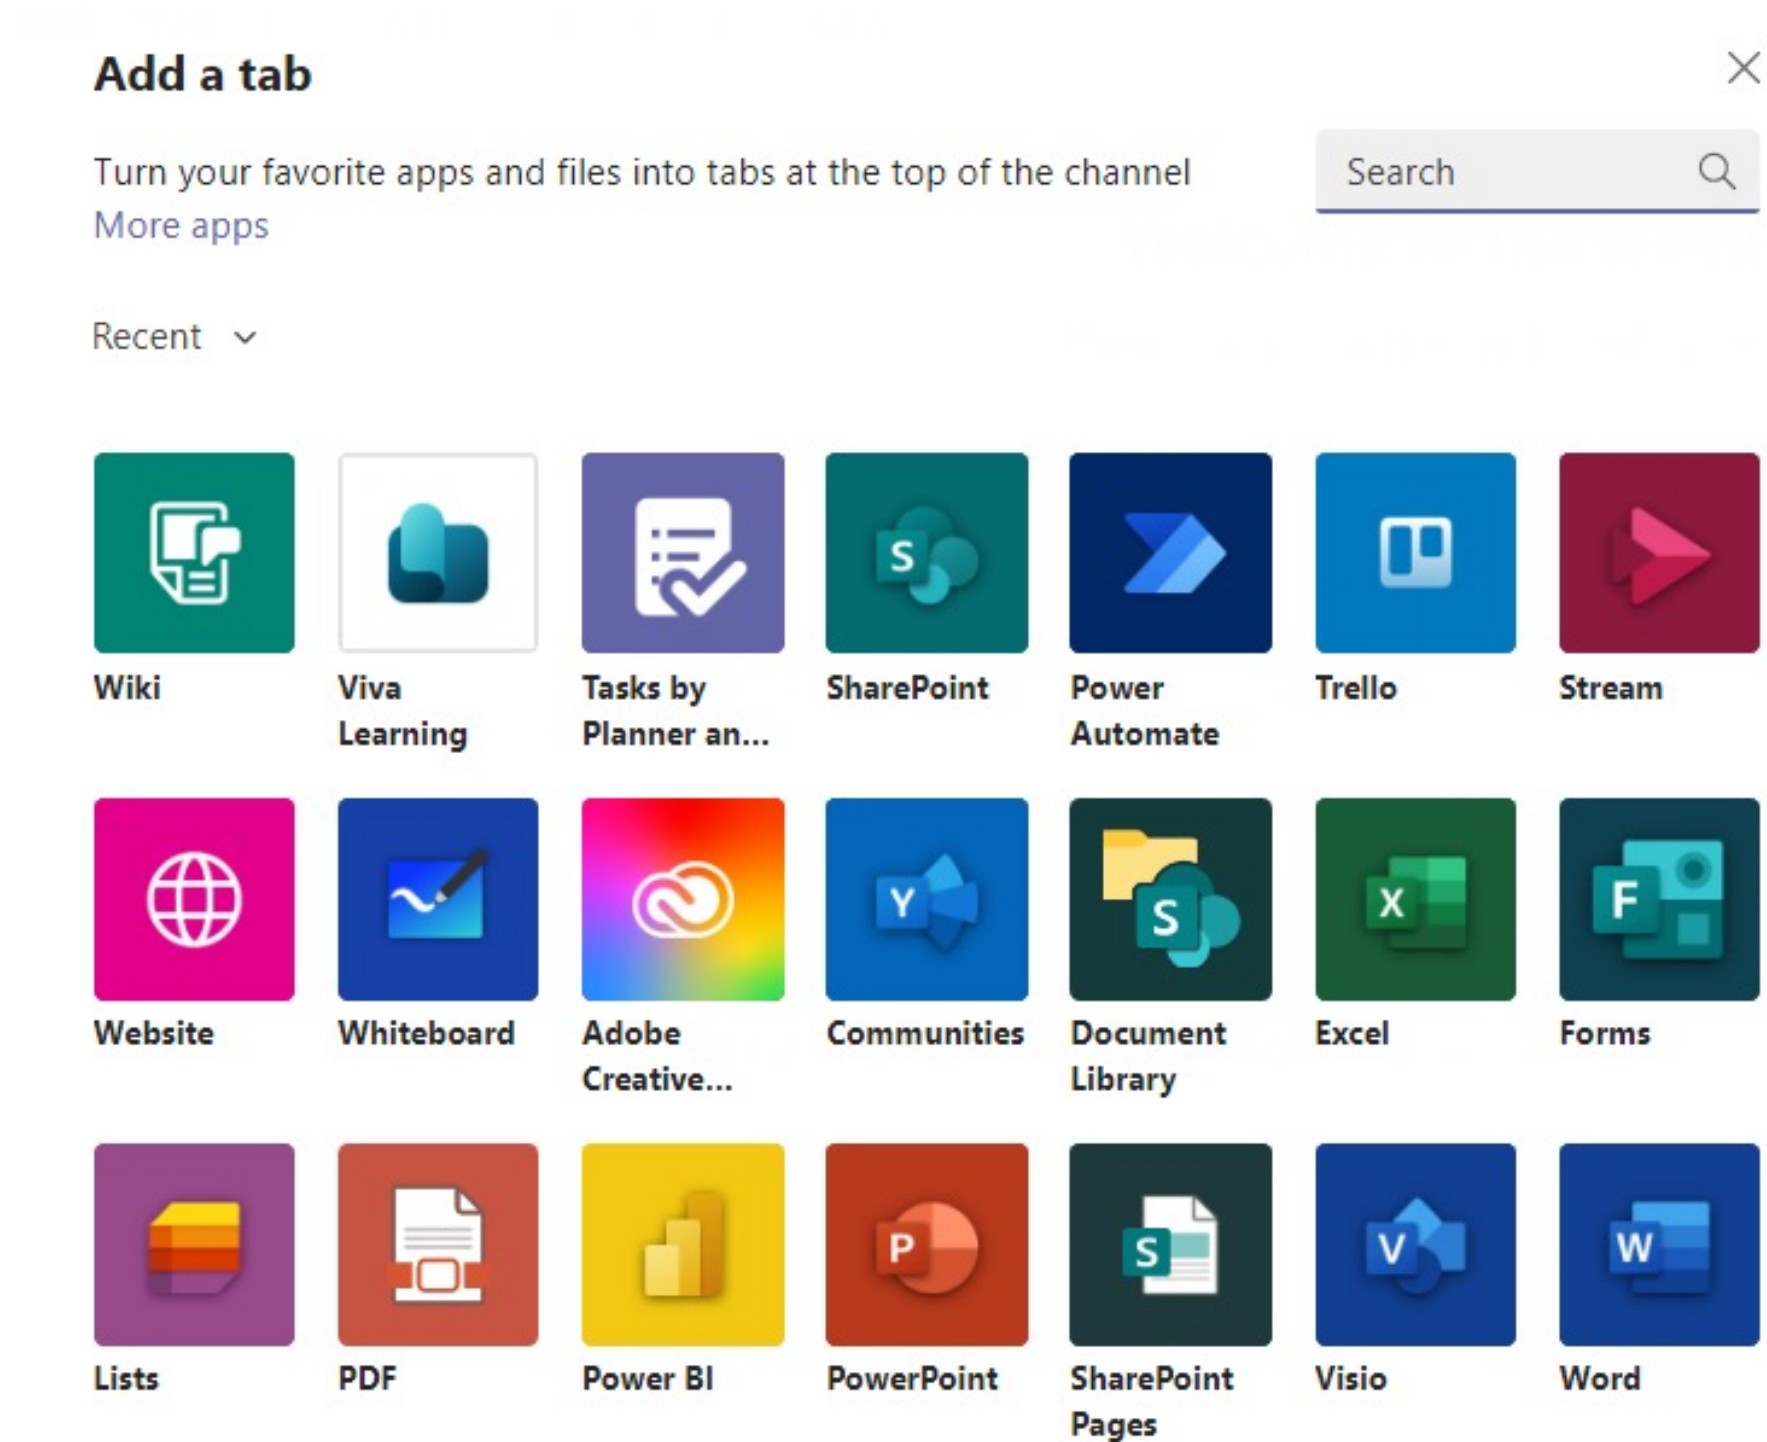 Add a tab
Turn your favorite apps and files into tabs at the top of the channel
More apps
Search
Recent
Wiki
Viva
Learning
Tasks by
Planner an...
S
SharePoint
Power
Automate
Trello
Stream
Website
Whiteboard
Adobe
Creative...
Y
Communities
S
Document
Library
X
Excel
F
Forms
Lists
PDF
Power BI
P
PowerPoint
S
SharePoint
Pages
V
Visio
W
Word